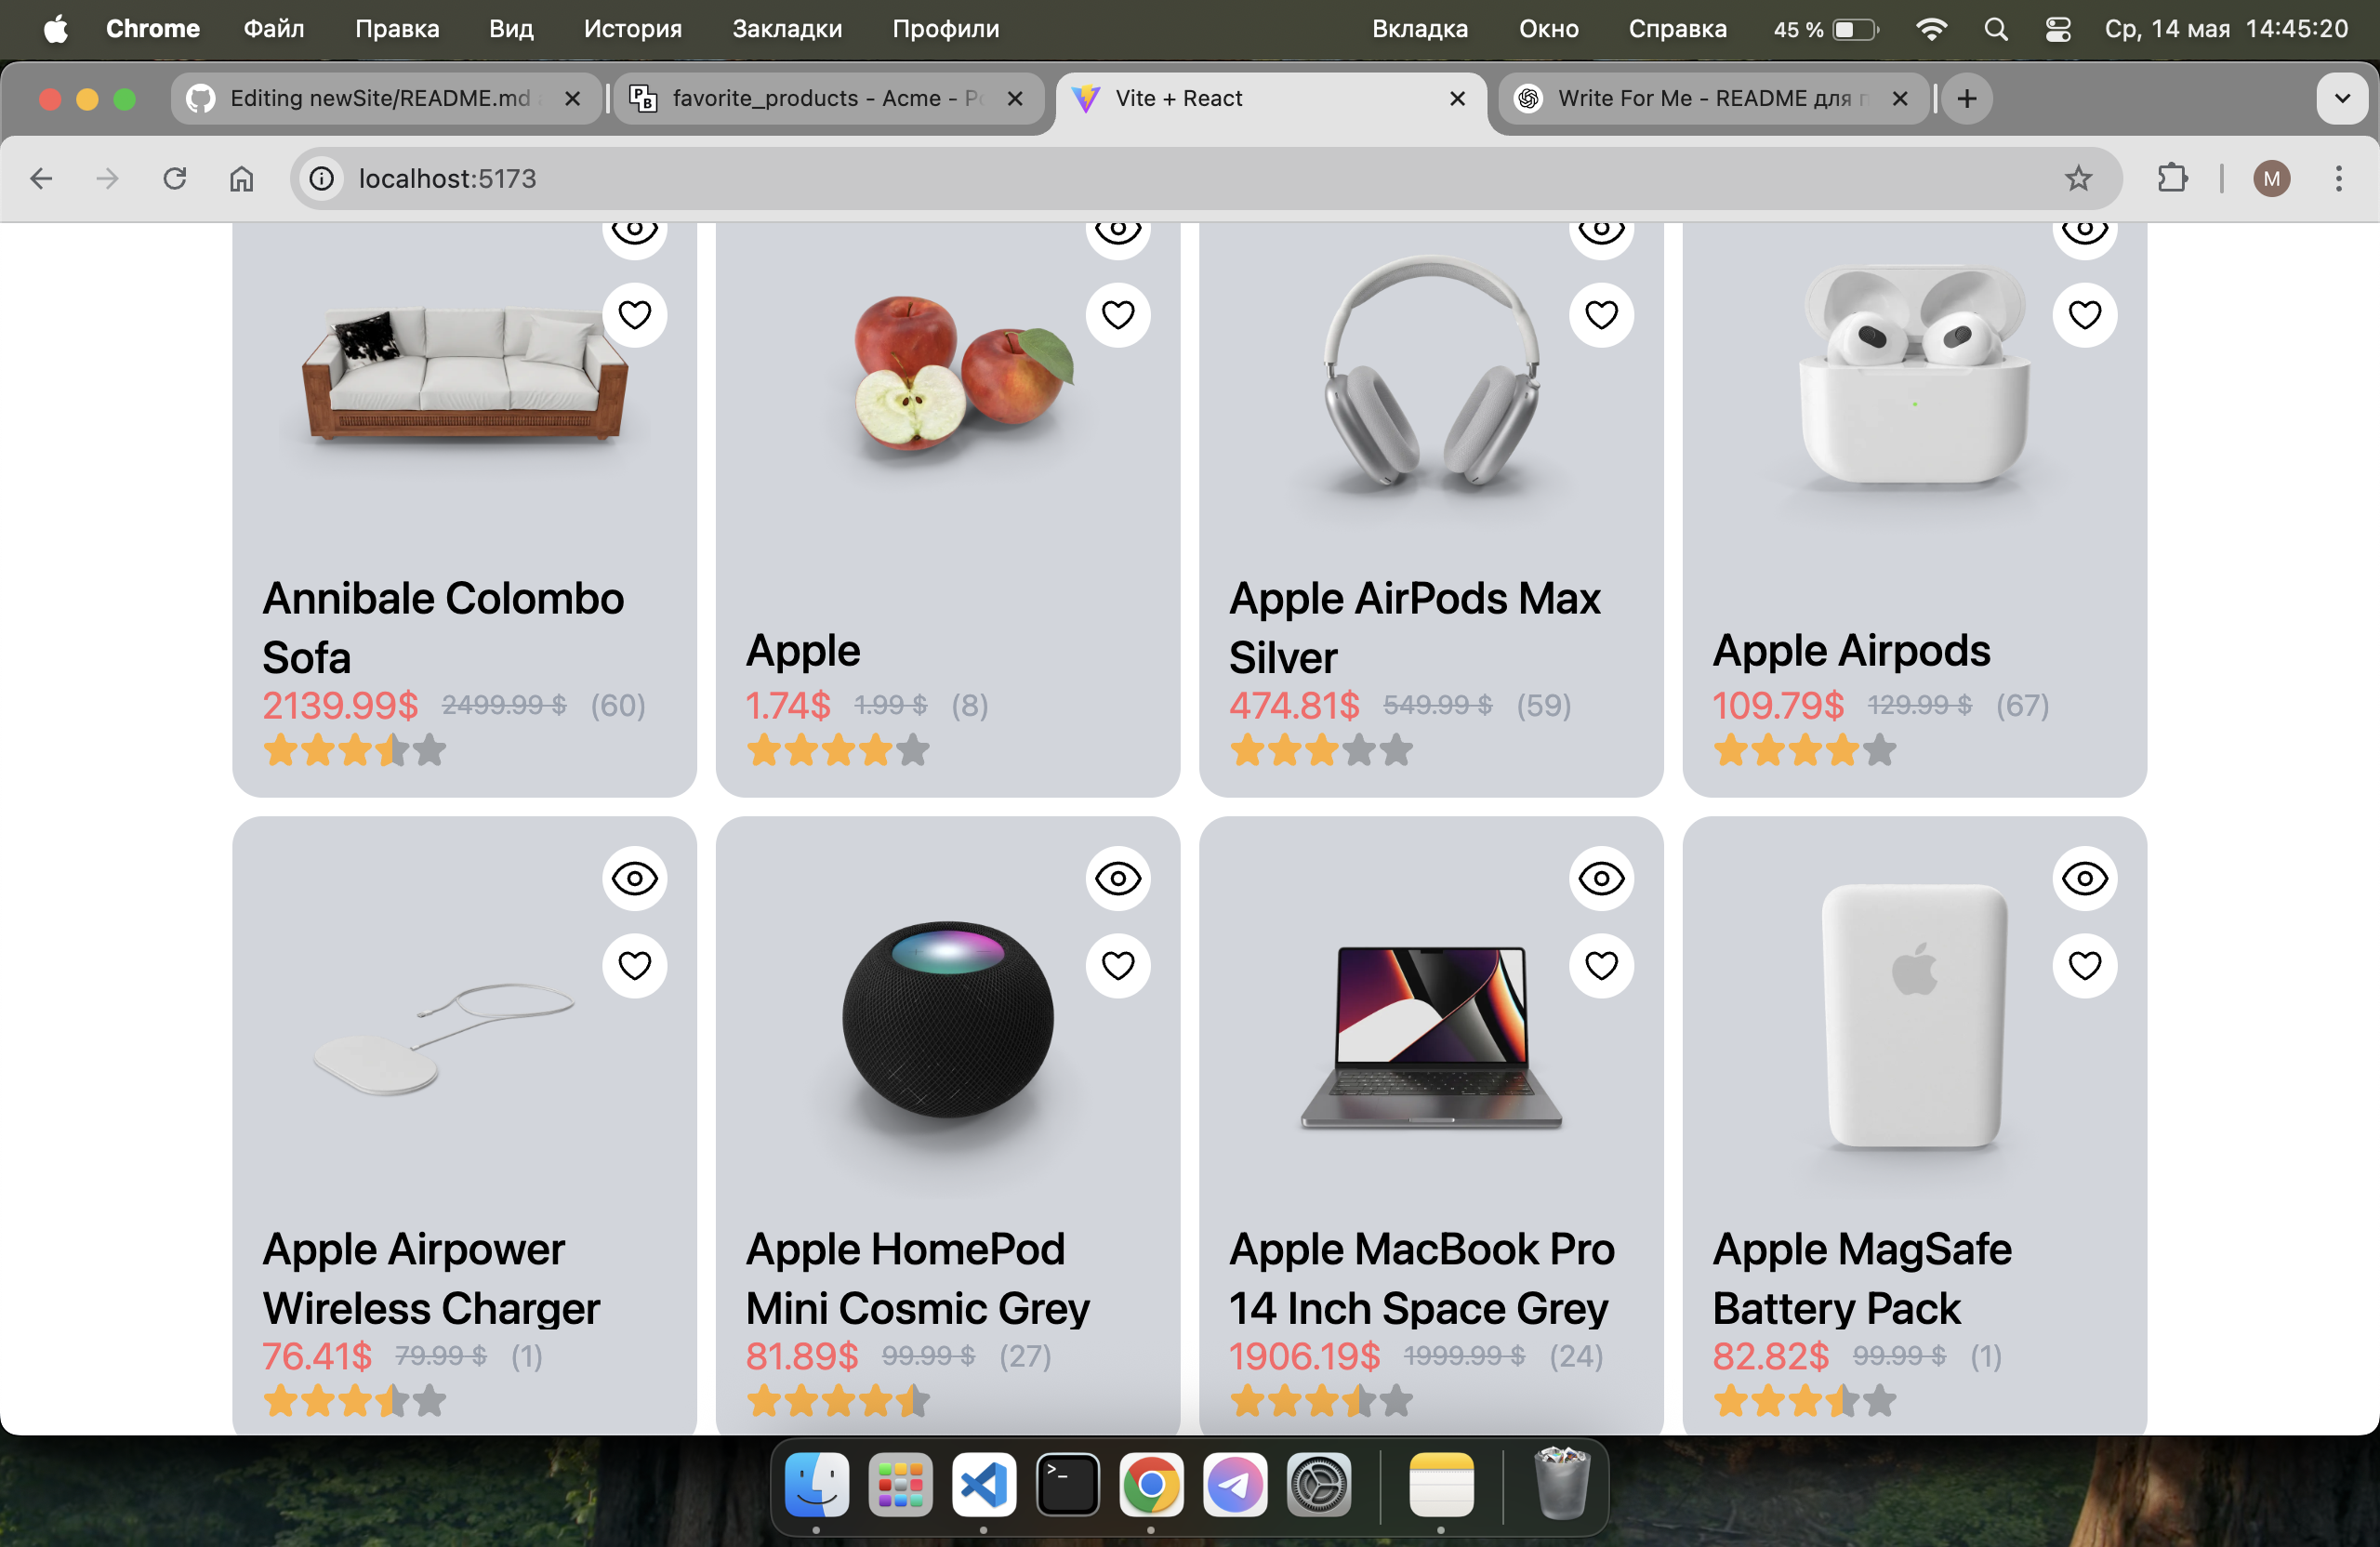 Chrome Файл Правка Вид История Закладки Профили Вкладка Окно Справка 45 % Ср, 14 мая 14:45:20
Editing newSite/README.md favorite_products - Acme - P Vite + React Write For Me - README для п
localhost:5173
Annibale Colombo
Sofa
2139.99$ 2499.99 $ (60)
Apple
1.74$ 1.99 $ (8)
Apple AirPods Max
Silver
474.81$ 549.99 $ (59)
Apple Airpods
109.79$ 129.99 $ (67)
Apple Airpower
Wireless Charger
76.41$ 79.99 $ (1)
Apple HomePod
Mini Cosmic Grey
81.89$ 99.99 $ (27)
Apple MacBook Pro
14 Inch Space Grey
1906.19$ 1999.99 $ (24)
Apple MagSafe
Battery Pack
82.82$ 99.99 $ (1)